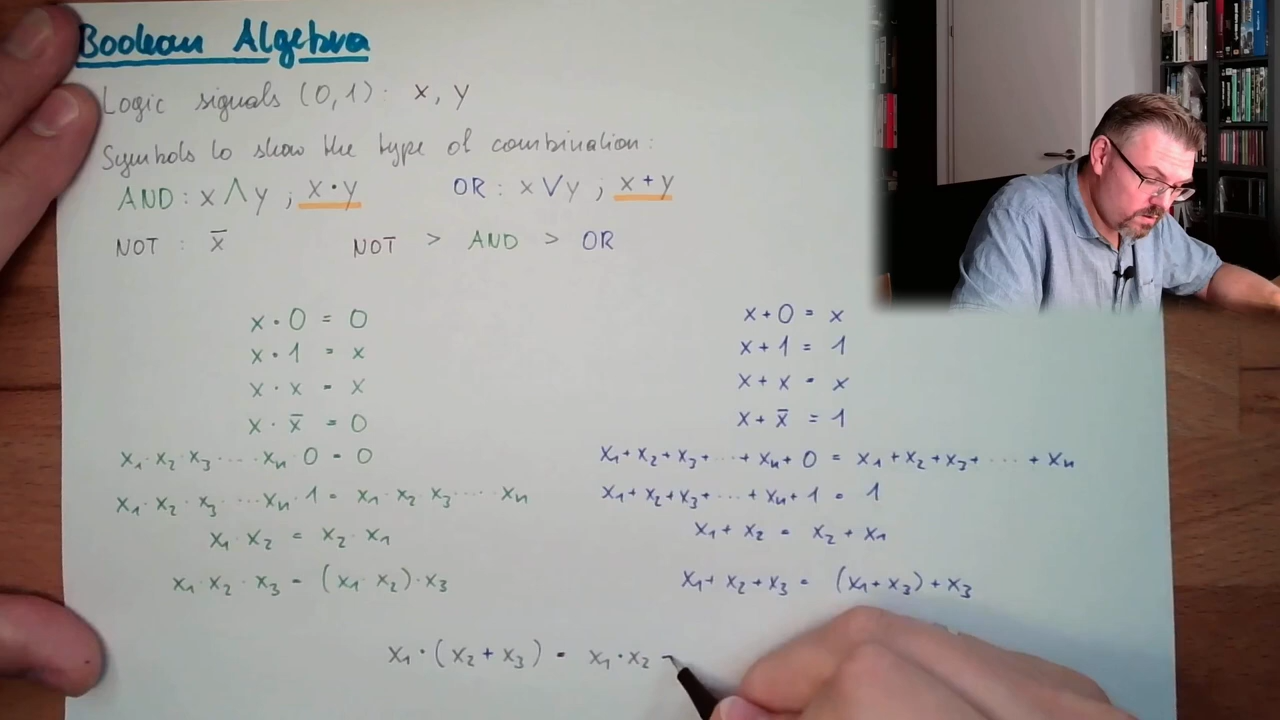 Boolean Algebra
Logic signals (0,1): x, y
Symbols to show the type of combination:
AND: x ∧ y ; x · y OR: x ∨ y ; x + y
NOT : x̅ NOT > AND > OR
x · 0 = 0 x + 0 = x
x · 1 = x x + 1 = 1
x · x = x x + x = x
x · x̅ = 0 x + x̅ = 1
x₁ · x₂ · x₃ ···· xₙ · 0 = 0 x₁ + x₂ + x₃ + ··· + xₙ + 0 = x₁ + x₂ + x₃ + ··· + xₙ
x₁ · x₂ · x₃ ···· xₙ · 1 = x₁ · x₂ · x₃ ···· xₙ x₁ + x₂ + x₃ + ··· + xₙ + 1 = 1
x₁ · x₂ = x₂ · x₁ x₁ + x₂ = x₂ + x₁
x₁ · x₂ · x₃ = (x₁ · x₂) · x₃ x₁ + x₂ + x₃ = (x₁ + x₃) + x₃
x₁ · (x₂ + x₃) = x₁ · x₂ -